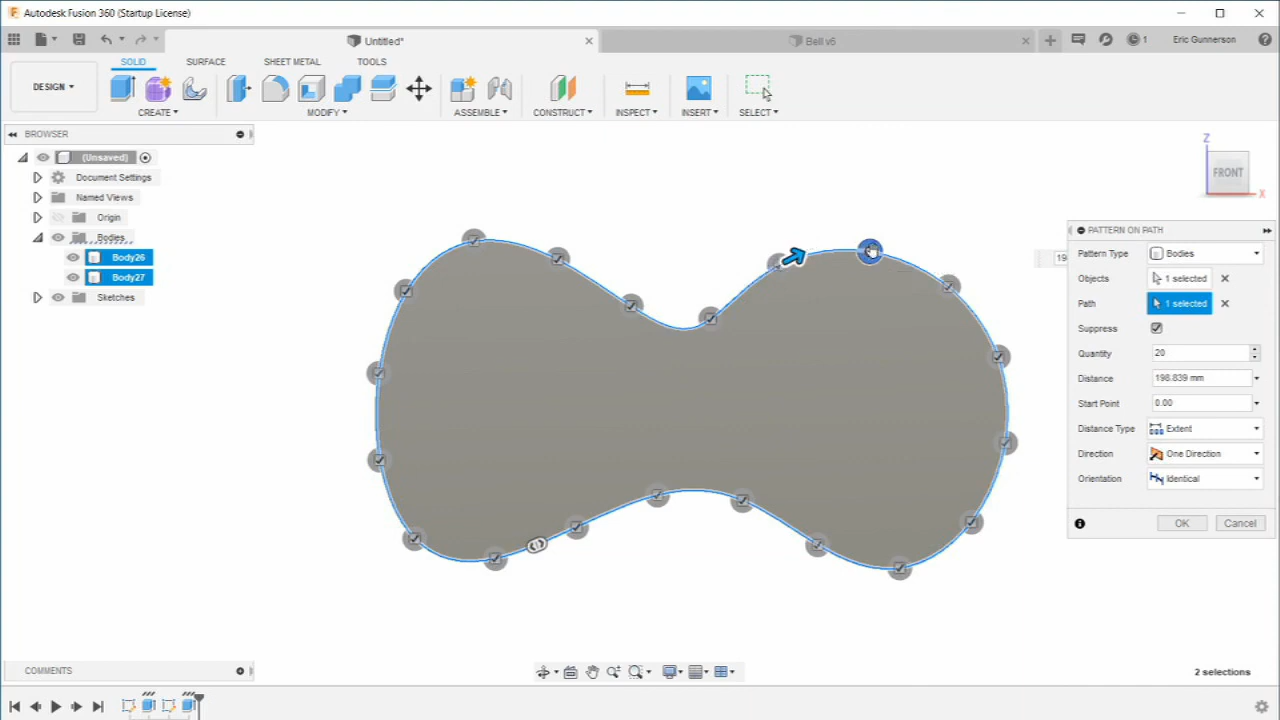 Autodesk Fusion 360 (Startup License)
Untitled*
Bell v6
1
Eric Gunnerson
DESIGN
SOLID
SURFACE
SHEET METAL
TOOLS
CREATE
MODIFY
ASSEMBLE
CONSTRUCT
INSPECT
INSERT
SELECT
BROWSER
(Unsaved)
Document Settings
Named Views
Origin
Bodies
Body26
Body27
Sketches
Z
FRONT
X
PATTERN ON PATH
Pattern Type
Bodies
Objects
1 selected
Path
1 selected
Suppress
Quantity
20
Distance
198.839 mm
Start Point
0.00
Distance Type
Extent
Direction
One Direction
Orientation
Identical
OK
Cancel
19
COMMENTS
2 selections